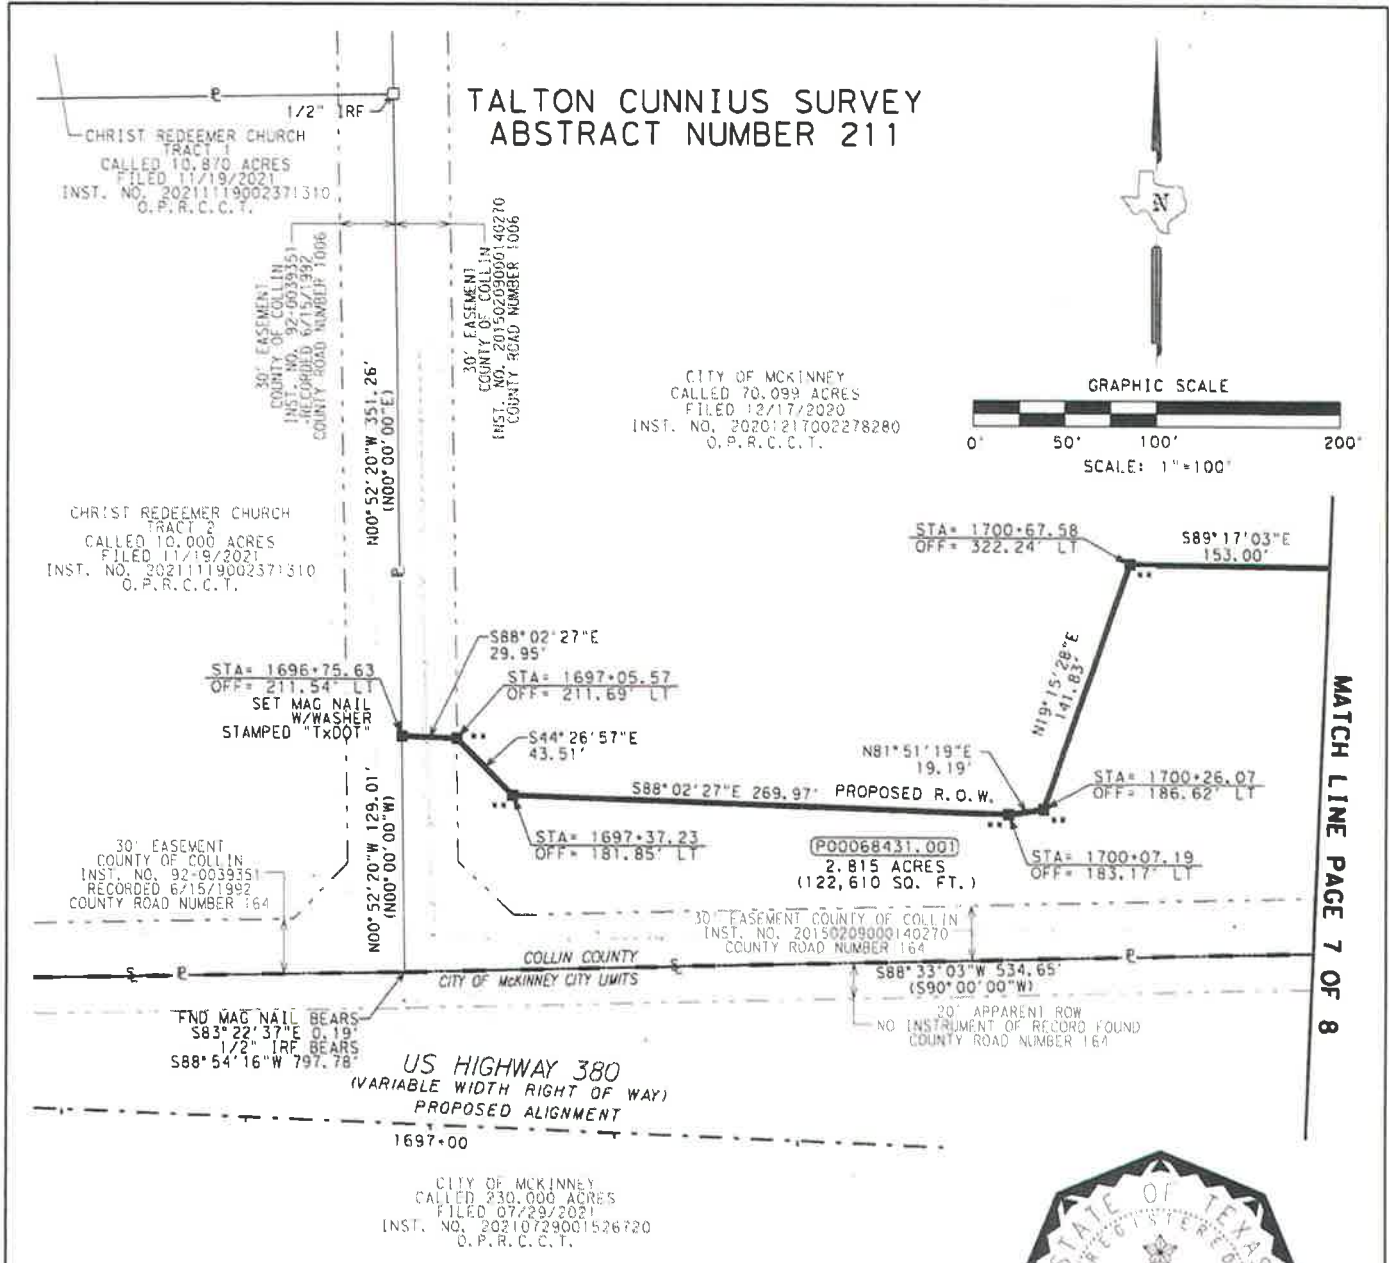 TALTON CUNNIUS SURVEY
ABSTRACT NUMBER 211
1/2" IRF
CHRIST REDEEMER CHURCH
TRACT 1
CALLED 10.870 ACRES
FILED 11/19/2021
INST. NO. 20211119002371310
O.P.R.C.C.T.
30' EASEMENT
COUNTY OF COLLIN
INST. NO. 92-0039351
RECORDED 6/15/1992
COUNTY ROAD NUMBER 1006
30' EASEMENT
COUNTY OF COLLIN
INST. NO. 20150209000140270
COUNTY ROAD NUMBER 1006
N
N00°52'20"W 351.26'
(N00°00'00"E)
CITY OF MCKINNEY
CALLED 70.099 ACRES
FILED 12/17/2020
INST. NO. 20201217002278280
O.P.R.C.C.T.
GRAPHIC SCALE
0' 50' 100' 200'
SCALE: 1"=100'
CHRIST REDEEMER CHURCH
TRACT 2
CALLED 10.000 ACRES
FILED 11/19/2021
INST. NO. 20211119002371310
O.P.R.C.C.T.
STA= 1700+67.58
OFF= 322.24' LT
S89°17'03"E
153.00'
S88°02'27"E
29.95'
STA= 1696+75.63
OFF= 211.54' LT
SET MAG NAIL
W/WASHER
STAMPED "TxDOT"
STA= 1697+05.57
OFF= 211.69' LT
S44°26'57"E
43.51'
N19°15'28"E
141.83'
N81°51'19"E
19.19'
S88°02'27"E 269.97' PROPOSED R.O.W.
STA= 1700+26.07
OFF= 186.62' LT
STA= 1697+37.23
OFF= 181.85' LT
P00068431.001
2.815 ACRES
(122,610 SQ. FT.)
STA= 1700+07.19
OFF= 183.17' LT
MATCH LINE PAGE 7 OF 8
30' EASEMENT
COUNTY OF COLLIN
INST. NO. 92-0039351
RECORDED 6/15/1992
COUNTY ROAD NUMBER 164
N00°52'20"W 129.01'
(N00°00'00"W)
30' EASEMENT COUNTY OF COLLIN
INST. NO. 20150209000140270
COUNTY ROAD NUMBER 164
COLLIN COUNTY
CITY OF McKINNEY CITY LIMITS
S88°33'03"W 534.65'
(S90°00'00"W)
20' APPARENT ROW
NO INSTRUMENT OF RECORD FOUND
COUNTY ROAD NUMBER 164
FND MAG NAIL BEARS
S83°22'37"E 0.19'
1/2" IRF BEARS
S88°54'16"W 797.78'
US HIGHWAY 380
(VARIABLE WIDTH RIGHT OF WAY)
PROPOSED ALIGNMENT
1697+00
CITY OF MCKINNEY
CALLED 230.000 ACRES
FILED 07/29/2021
INST. NO. 20210729001526720
O.P.R.C.C.T.
STATE OF TEXAS
REGISTERED